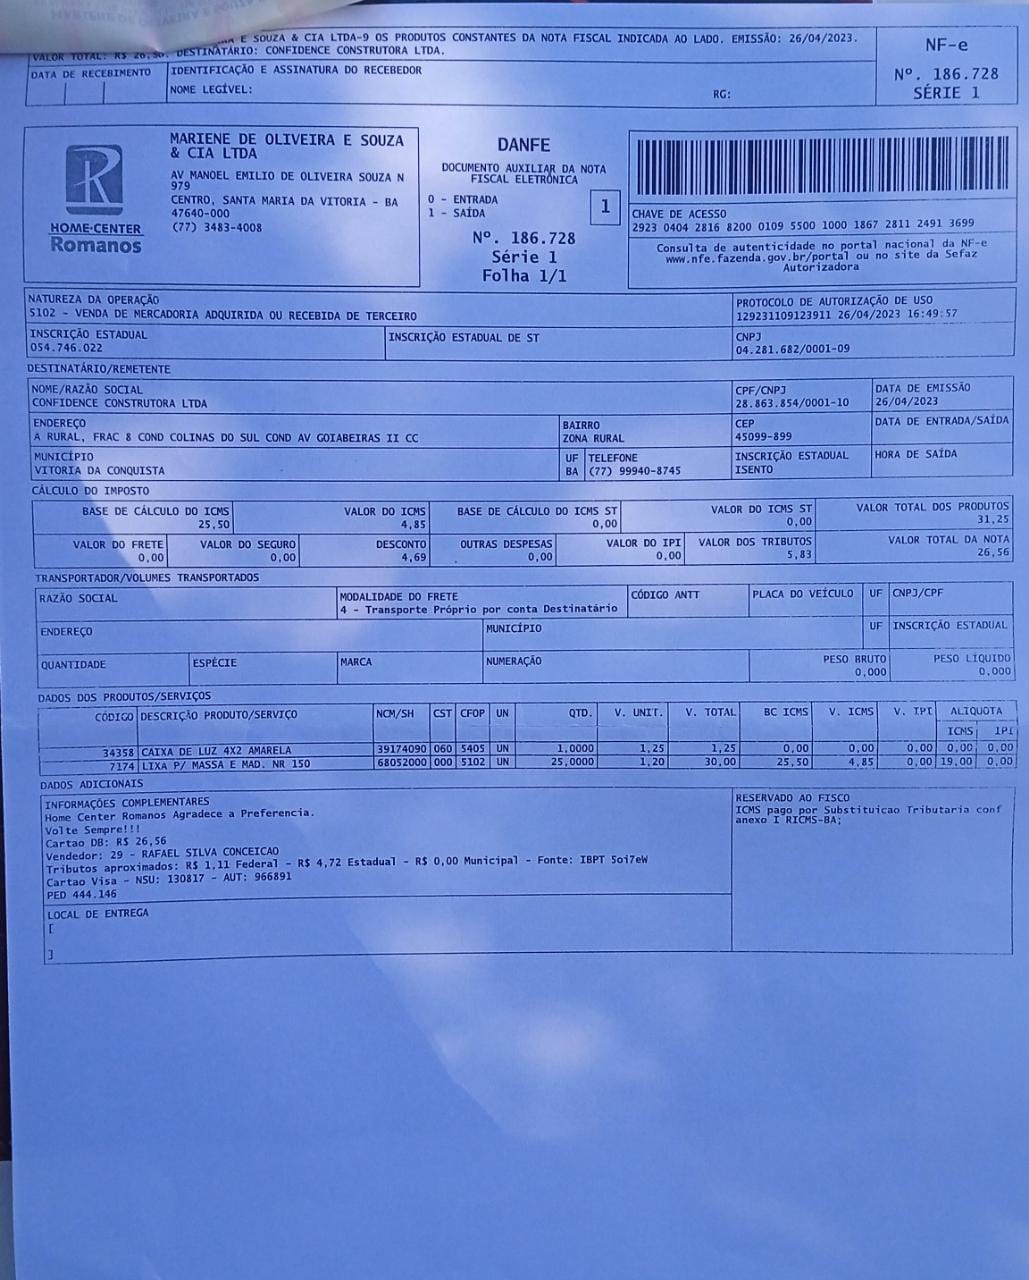 E SOUZA & CIA LTDA-9 OS PRODUTOS CONSTANTES DA NOTA FISCAL INDICADA AO LADO. EMISSÃO: 26/04/2023.
VALOR TOTAL: R$ 26,56. DESTINATÁRIO: CONFIDENCE CONSTRUTORA LTDA.
DATA DE RECEBIMENTO
IDENTIFICAÇÃO E ASSINATURA DO RECEBEDOR
NOME LEGÍVEL:
RG:
NF-e
Nº. 186.728
SÉRIE 1
R
HOME·CENTER
Romanos
MARIENE DE OLIVEIRA E SOUZA
& CIA LTDA
AV MANOEL EMILIO DE OLIVEIRA SOUZA N
979
CENTRO, SANTA MARIA DA VITORIA - BA
47640-000
(77) 3483-4008
DANFE
DOCUMENTO AUXILIAR DA NOTA
FISCAL ELETRÔNICA
0 - ENTRADA
1 - SAÍDA
1
Nº. 186.728
Série 1
Folha 1/1
CHAVE DE ACESSO
2923 0404 2816 8200 0109 5500 1000 1867 2811 2491 3699
Consulta de autenticidade no portal nacional da NF-e
www.nfe.fazenda.gov.br/portal ou no site da Sefaz
Autorizadora
NATUREZA DA OPERAÇÃO
5102 - VENDA DE MERCADORIA ADQUIRIDA OU RECEBIDA DE TERCEIRO
PROTOCOLO DE AUTORIZAÇÃO DE USO
129231109123911 26/04/2023 16:49:57
INSCRIÇÃO ESTADUAL
054.746.022
INSCRIÇÃO ESTADUAL DE ST
CNPJ
04.281.682/0001-09
DESTINATÁRIO/REMETENTE
NOME/RAZÃO SOCIAL
CONFIDENCE CONSTRUTORA LTDA
CPF/CNPJ
28.863.854/0001-10
DATA DE EMISSÃO
26/04/2023
ENDEREÇO
A RURAL, FRAC 8 COND COLINAS DO SUL COND AV GOIABEIRAS II CC
BAIRRO
ZONA RURAL
CEP
45099-899
DATA DE ENTRADA/SAÍDA
MUNICÍPIO
VITORIA DA CONQUISTA
UF
BA
TELEFONE
(77) 99940-8745
INSCRIÇÃO ESTADUAL
ISENTO
HORA DE SAÍDA
CÁLCULO DO IMPOSTO
BASE DE CÁLCULO DO ICMS
25,50
VALOR DO ICMS
4,85
BASE DE CÁLCULO DO ICMS ST
0,00
VALOR DO ICMS ST
0,00
VALOR TOTAL DOS PRODUTOS
31,25
VALOR DO FRETE
0,00
VALOR DO SEGURO
0,00
DESCONTO
4,69
OUTRAS DESPESAS
0,00
VALOR DO IPI
0,00
VALOR DOS TRIBUTOS
5,83
VALOR TOTAL DA NOTA
26,56
TRANSPORTADOR/VOLUMES TRANSPORTADOS
RAZÃO SOCIAL
MODALIDADE DO FRETE
4 - Transporte Próprio por conta Destinatário
CÓDIGO ANTT
PLACA DO VEÍCULO
UF
CNPJ/CPF
ENDEREÇO
MUNICÍPIO
UF
INSCRIÇÃO ESTADUAL
QUANTIDADE
ESPÉCIE
MARCA
NUMERAÇÃO
PESO BRUTO
0,000
PESO LÍQUIDO
0,000
DADOS DOS PRODUTOS/SERVIÇOS
CÓDIGO DESCRIÇÃO PRODUTO/SERVIÇO NCM/SH CST CFOP UN QTD. V. UNIT. V. TOTAL BC ICMS V. ICMS V. IPI ALIQUOTA
ICMS IPI
34358 CAIXA DE LUZ 4X2 AMARELA 39174090 060 5405 UN 1,0000 1,25 1,25 0,00 0,00 0,00 0,00 0,00
7174 LIXA P/ MASSA E MAD. NR 150 68052000 000 5102 UN 25,0000 1,20 30,00 25,50 4,85 0,00 19,00 0,00
DADOS ADICIONAIS
INFORMAÇÕES COMPLEMENTARES
Home Center Romanos Agradece a Preferencia.
Volte Sempre!!!
Cartao DB: R$ 26,56
Vendedor: 29 - RAFAEL SILVA CONCEICAO
Tributos aproximados: R$ 1,11 Federal - R$ 4,72 Estadual - R$ 0,00 Municipal - Fonte: IBPT 5oi7eW
Cartao Visa - NSU: 130817 - AUT: 966891
PED 444.146
RESERVADO AO FISCO
ICMS pago por Substituicao Tributaria conf
anexo I RICMS-BA;
LOCAL DE ENTREGA
[
]